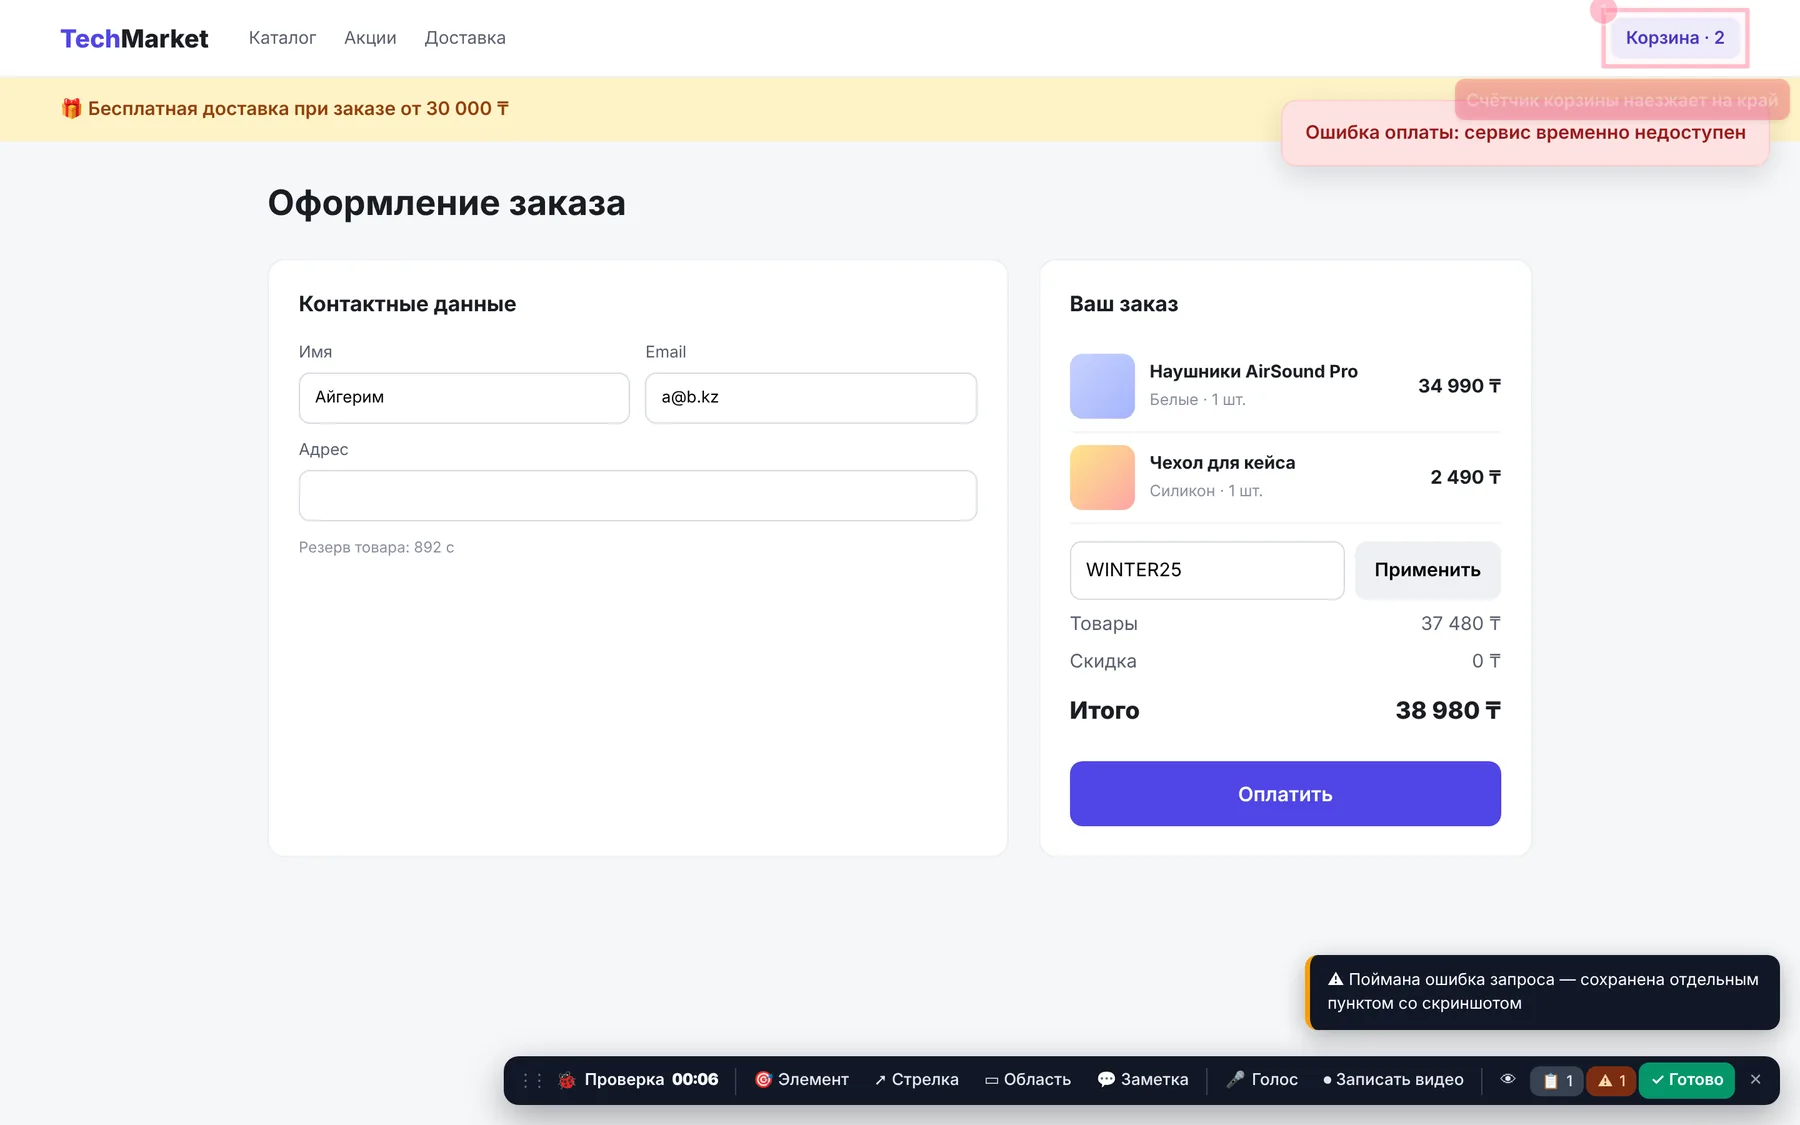 TechMarket
Каталог
Акции
Доставка
Корзина · 2
🎁 Бесплатная доставка при заказе от 30 000 ₸
Счётчик корзины наезжает на край
Ошибка оплаты: сервис временно недоступен
Оформление заказа
Контактные данные
Имя
Email
Айгерим
a@b.kz
Адрес
Резерв товара: 892 с
Ваш заказ
Наушники AirSound Pro
Белые · 1 шт.
34 990 ₸
Чехол для кейса
Силикон · 1 шт.
2 490 ₸
WINTER25
Применить
Товары
37 480 ₸
Скидка
0 ₸
Итого
38 980 ₸
Оплатить
⚠ Поймана ошибка запроса — сохранена отдельным
пунктом со скриншотом
🐞 Проверка 00:06
🎯 Элемент
↗ Стрелка
▭ Область
💬 Заметка
🎤 Голос
● Записать видео
👁
📋 1
⚠ 1
✓ Готово
✕